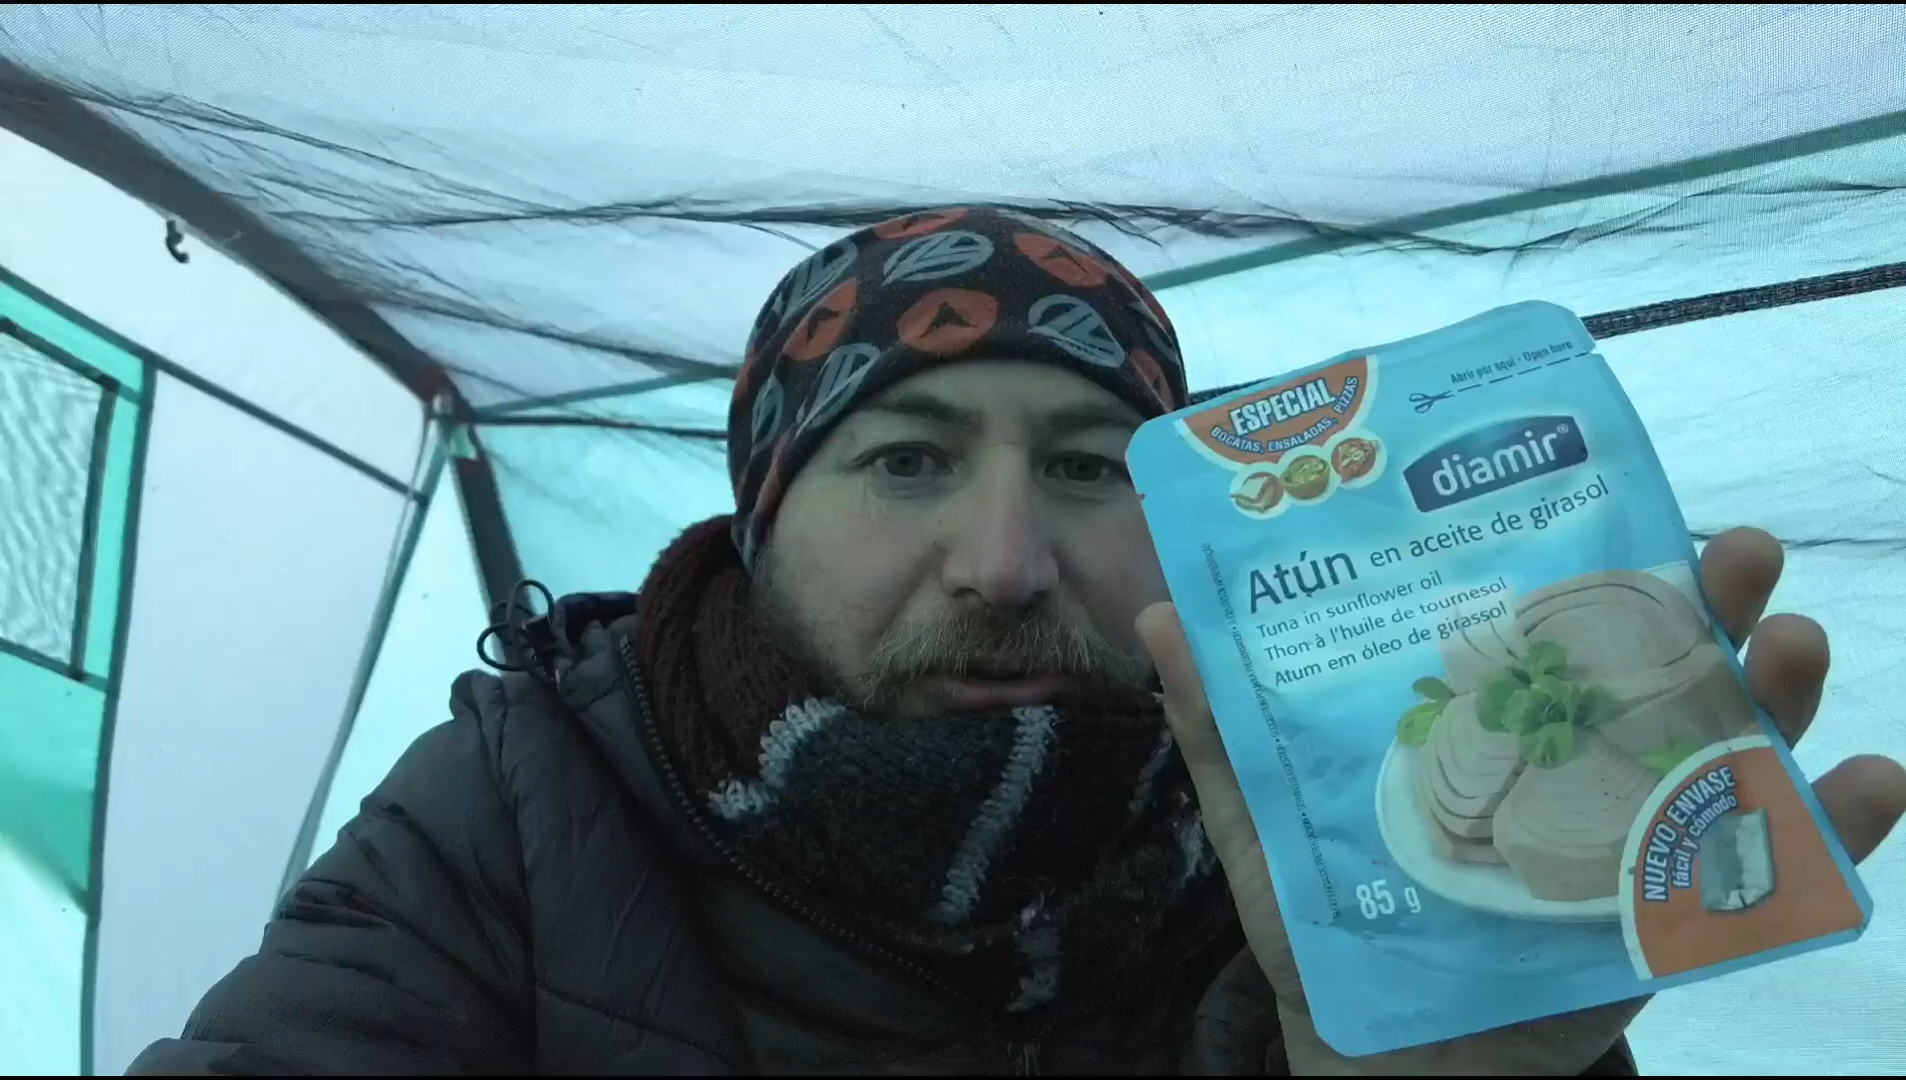 ESPECIAL
BOCATAS, ENSALADAS, PIZZAS
Abrir por aquí - Open here
diamir®
Atún en aceite de girasol
Tuna in sunflower oil
Thon à l'huile de tournesol
Atum em óleo de girassol
85 g
NUEVO ENVASE
fácil y cómodo